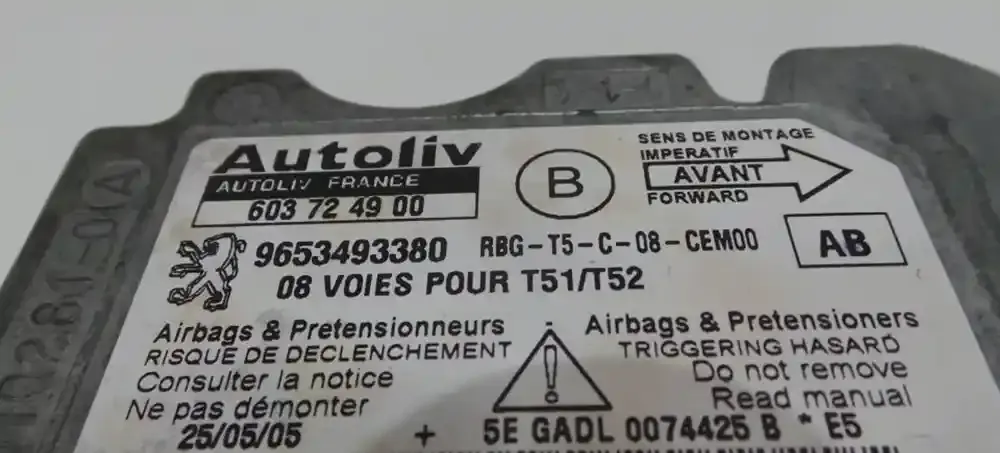 Autoliv
AUTOLIV FRANCE
603 72 49 00
B
SENS DE MONTAGE
IMPERATIF
AVANT
FORWARD
9653493380 RBG-T5-C-08-CEM00
AB
08 VOIES POUR T51/T52
Airbags & Pretensionneurs
RISQUE DE DECLENCHEMENT
Consulter la notice
Ne pas démonter
25/05/05
!
Airbags & Pretensioners
TRIGGERING HASARD
Do not remove
Read manual
+ 5E GADL 0074425 B * E5